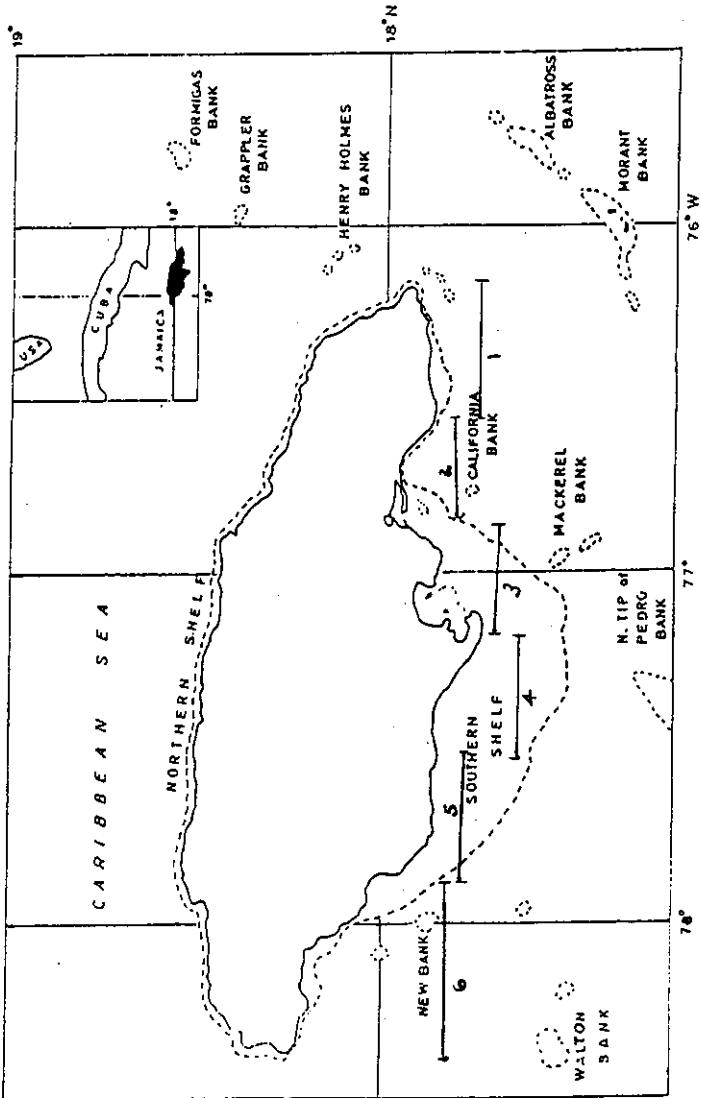 19°
18° N
USA
CUBA
JAMAICA
18°
78°
FORMIGAS
BANK
GRAPPLER
BANK
HENRY HOLMES
BANK
CARIBBEAN SEA
NORTHERN SHELF
ALBATROSS
BANK
MORANT
BANK
1
2
CALIFORNIA
BANK
3
MACKEREL
BANK
4
SOUTHERN
SHELF
5
N. TIP of
PEDRO
BANK
NEW BANK
6
WALTON
BANK
78°
77°
76° W